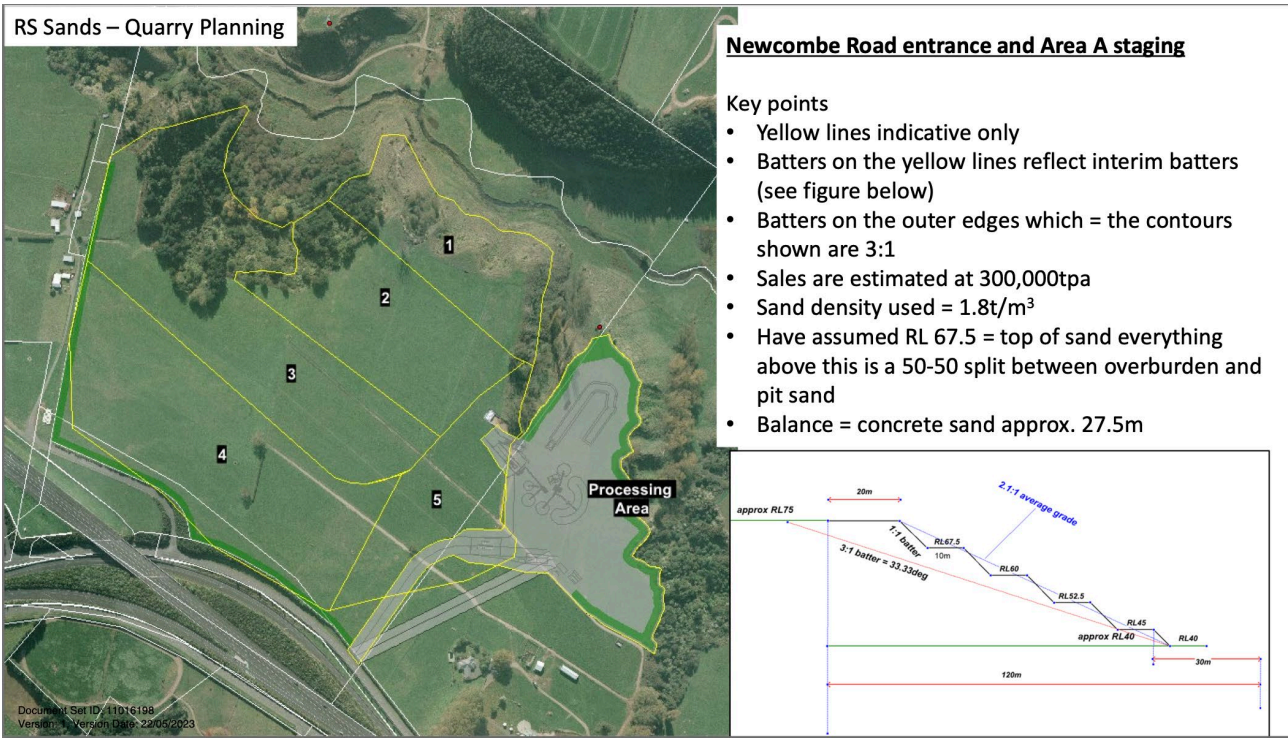 RS Sands – Quarry Planning
Newcombe Road entrance and Area A staging
Key points
• Yellow lines indicative only
• Batters on the yellow lines reflect interim batters
(see figure below)
• Batters on the outer edges which = the contours
shown are 3:1
• Sales are estimated at 300,000tpa
• Sand density used = 1.8t/m³
• Have assumed RL 67.5 = top of sand everything
above this is a 50-50 split between overburden and
pit sand
• Balance = concrete sand approx. 27.5m
1
2
3
4
5
Processing
Area
20m
2.1:1 average grade
approx RL75
1:1 batter
RL67.5
10m
3:1 batter = 33.33deg
RL60
RL52.5
RL45
approx RL40
RL40
30m
120m
Document Set ID: 11016198
Version: 1, Version Date: 22/05/2023